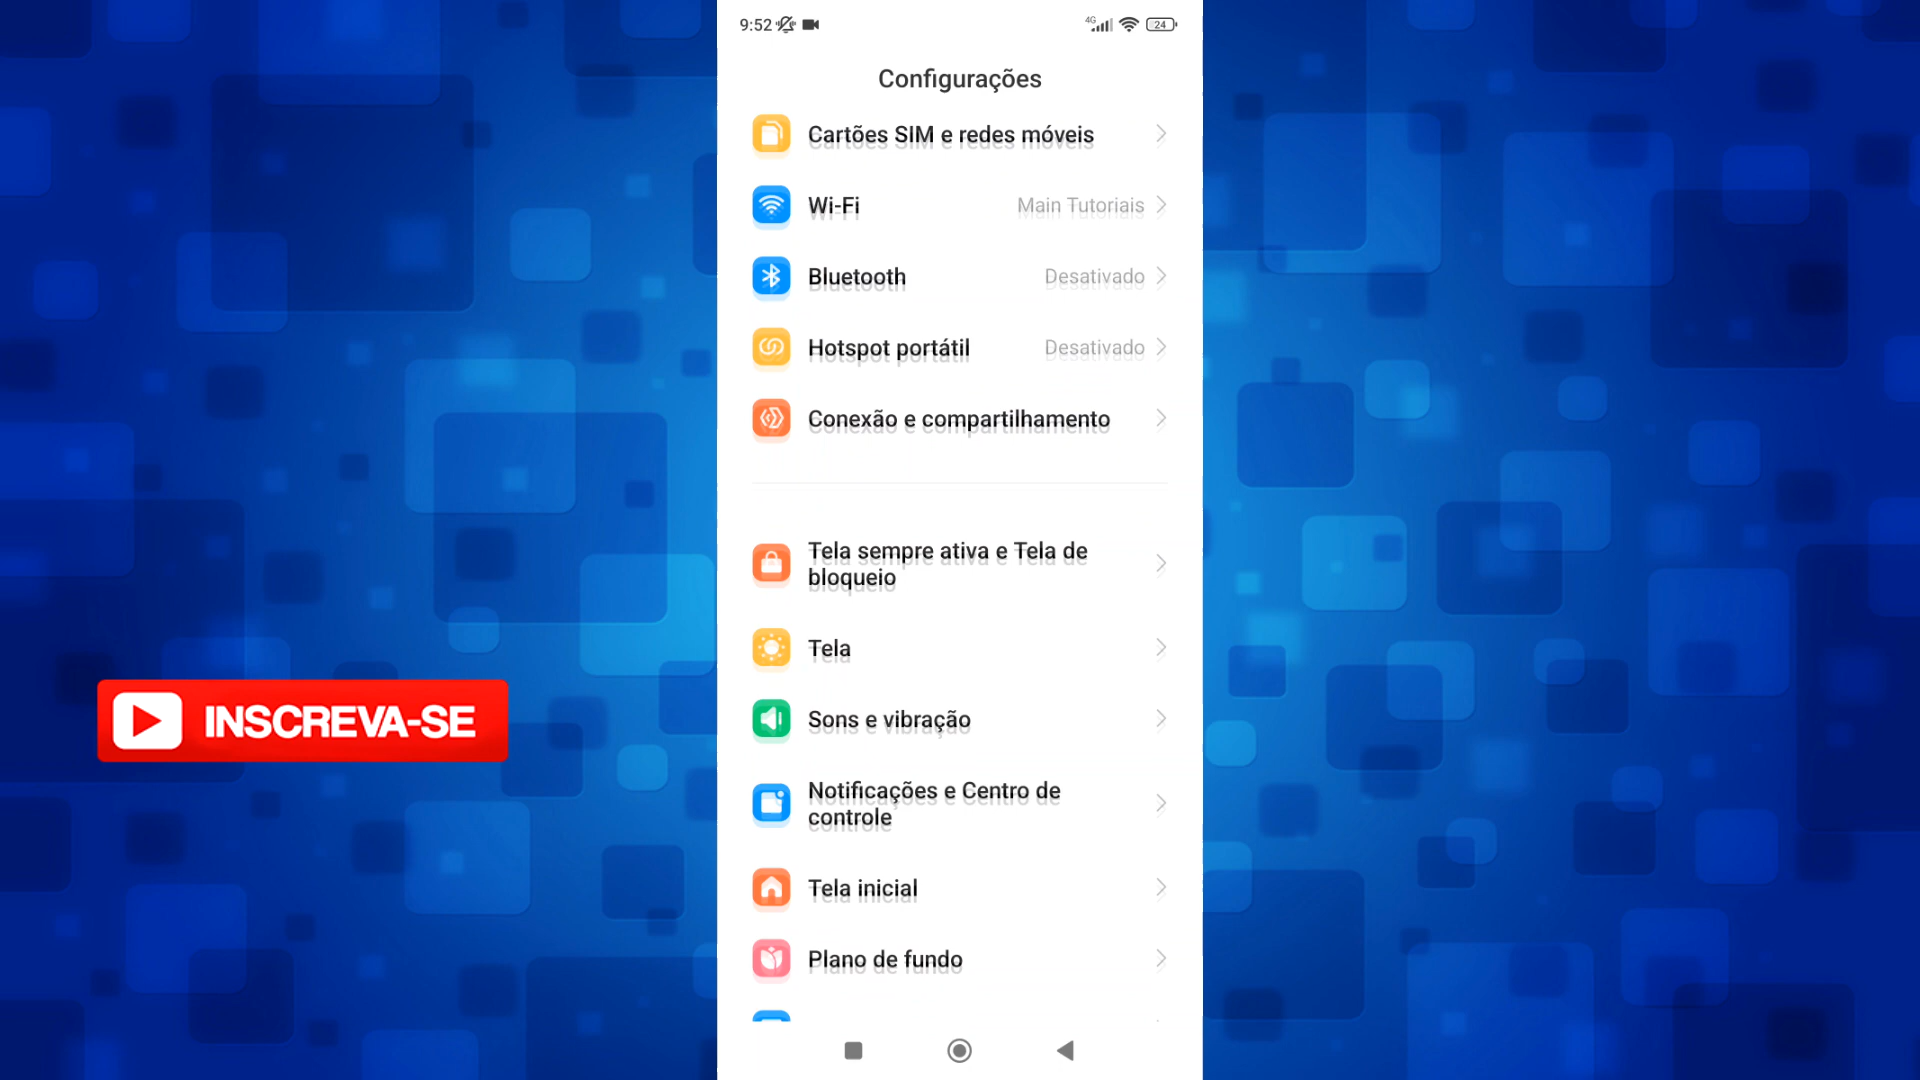 9:52
4G
24
Configurações
Cartões SIM e redes móveis
Wi-Fi Main Tutoriais
Bluetooth Desativado
Hotspot portátil Desativado
Conexão e compartilhamento
Tela sempre ativa e Tela de
bloqueio
Tela
Sons e vibração
Notificações e Centro de
controle
Tela inicial
Plano de fundo
INSCREVA-SE